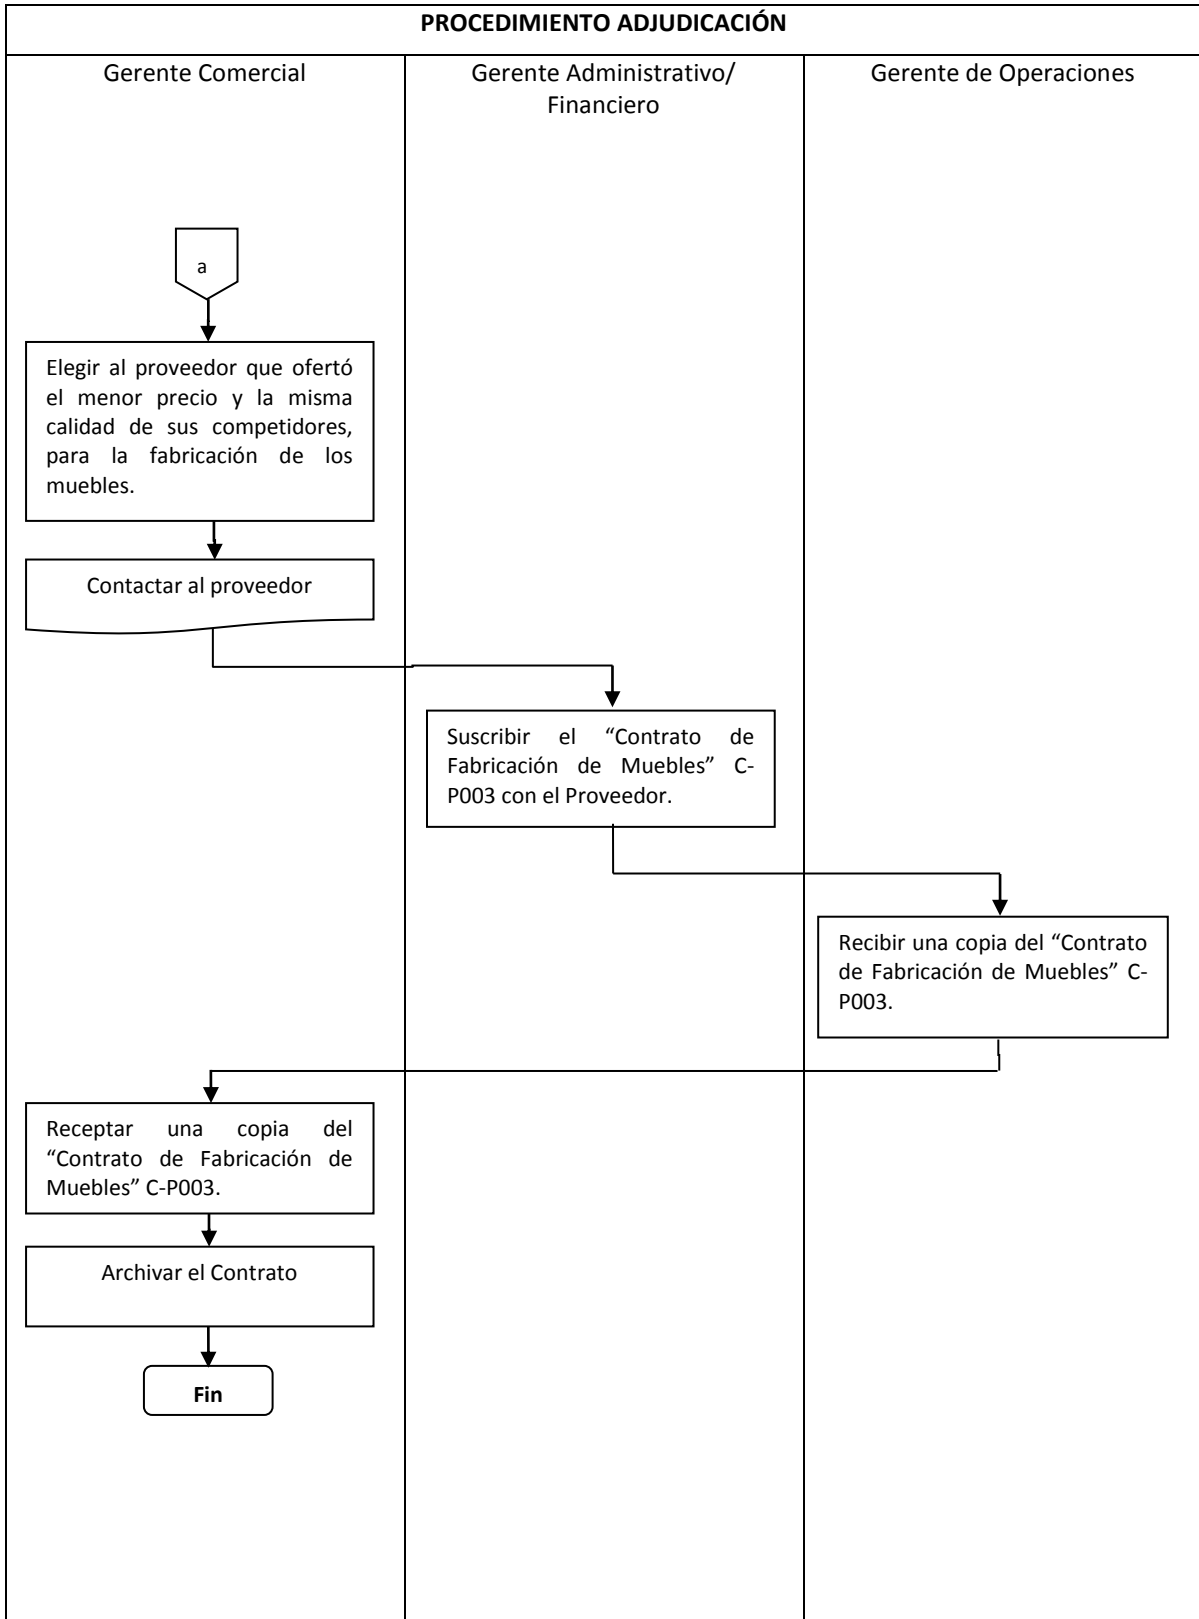 PROCEDIMIENTO ADJUDICACIÓN
Gerente Comercial
Gerente Administrativo/
Financiero
Gerente de Operaciones
a
Elegir al proveedor que ofertó
el menor precio y la misma
calidad de sus competidores,
para la fabricación de los
muebles.
Contactar al proveedor
Suscribir el “Contrato de
Fabricación de Muebles” C-
P003 con el Proveedor.
Recibir una copia del “Contrato
de Fabricación de Muebles” C-
P003.
Receptar una copia del
“Contrato de Fabricación de
Muebles” C-P003.
Archivar el Contrato
Fin